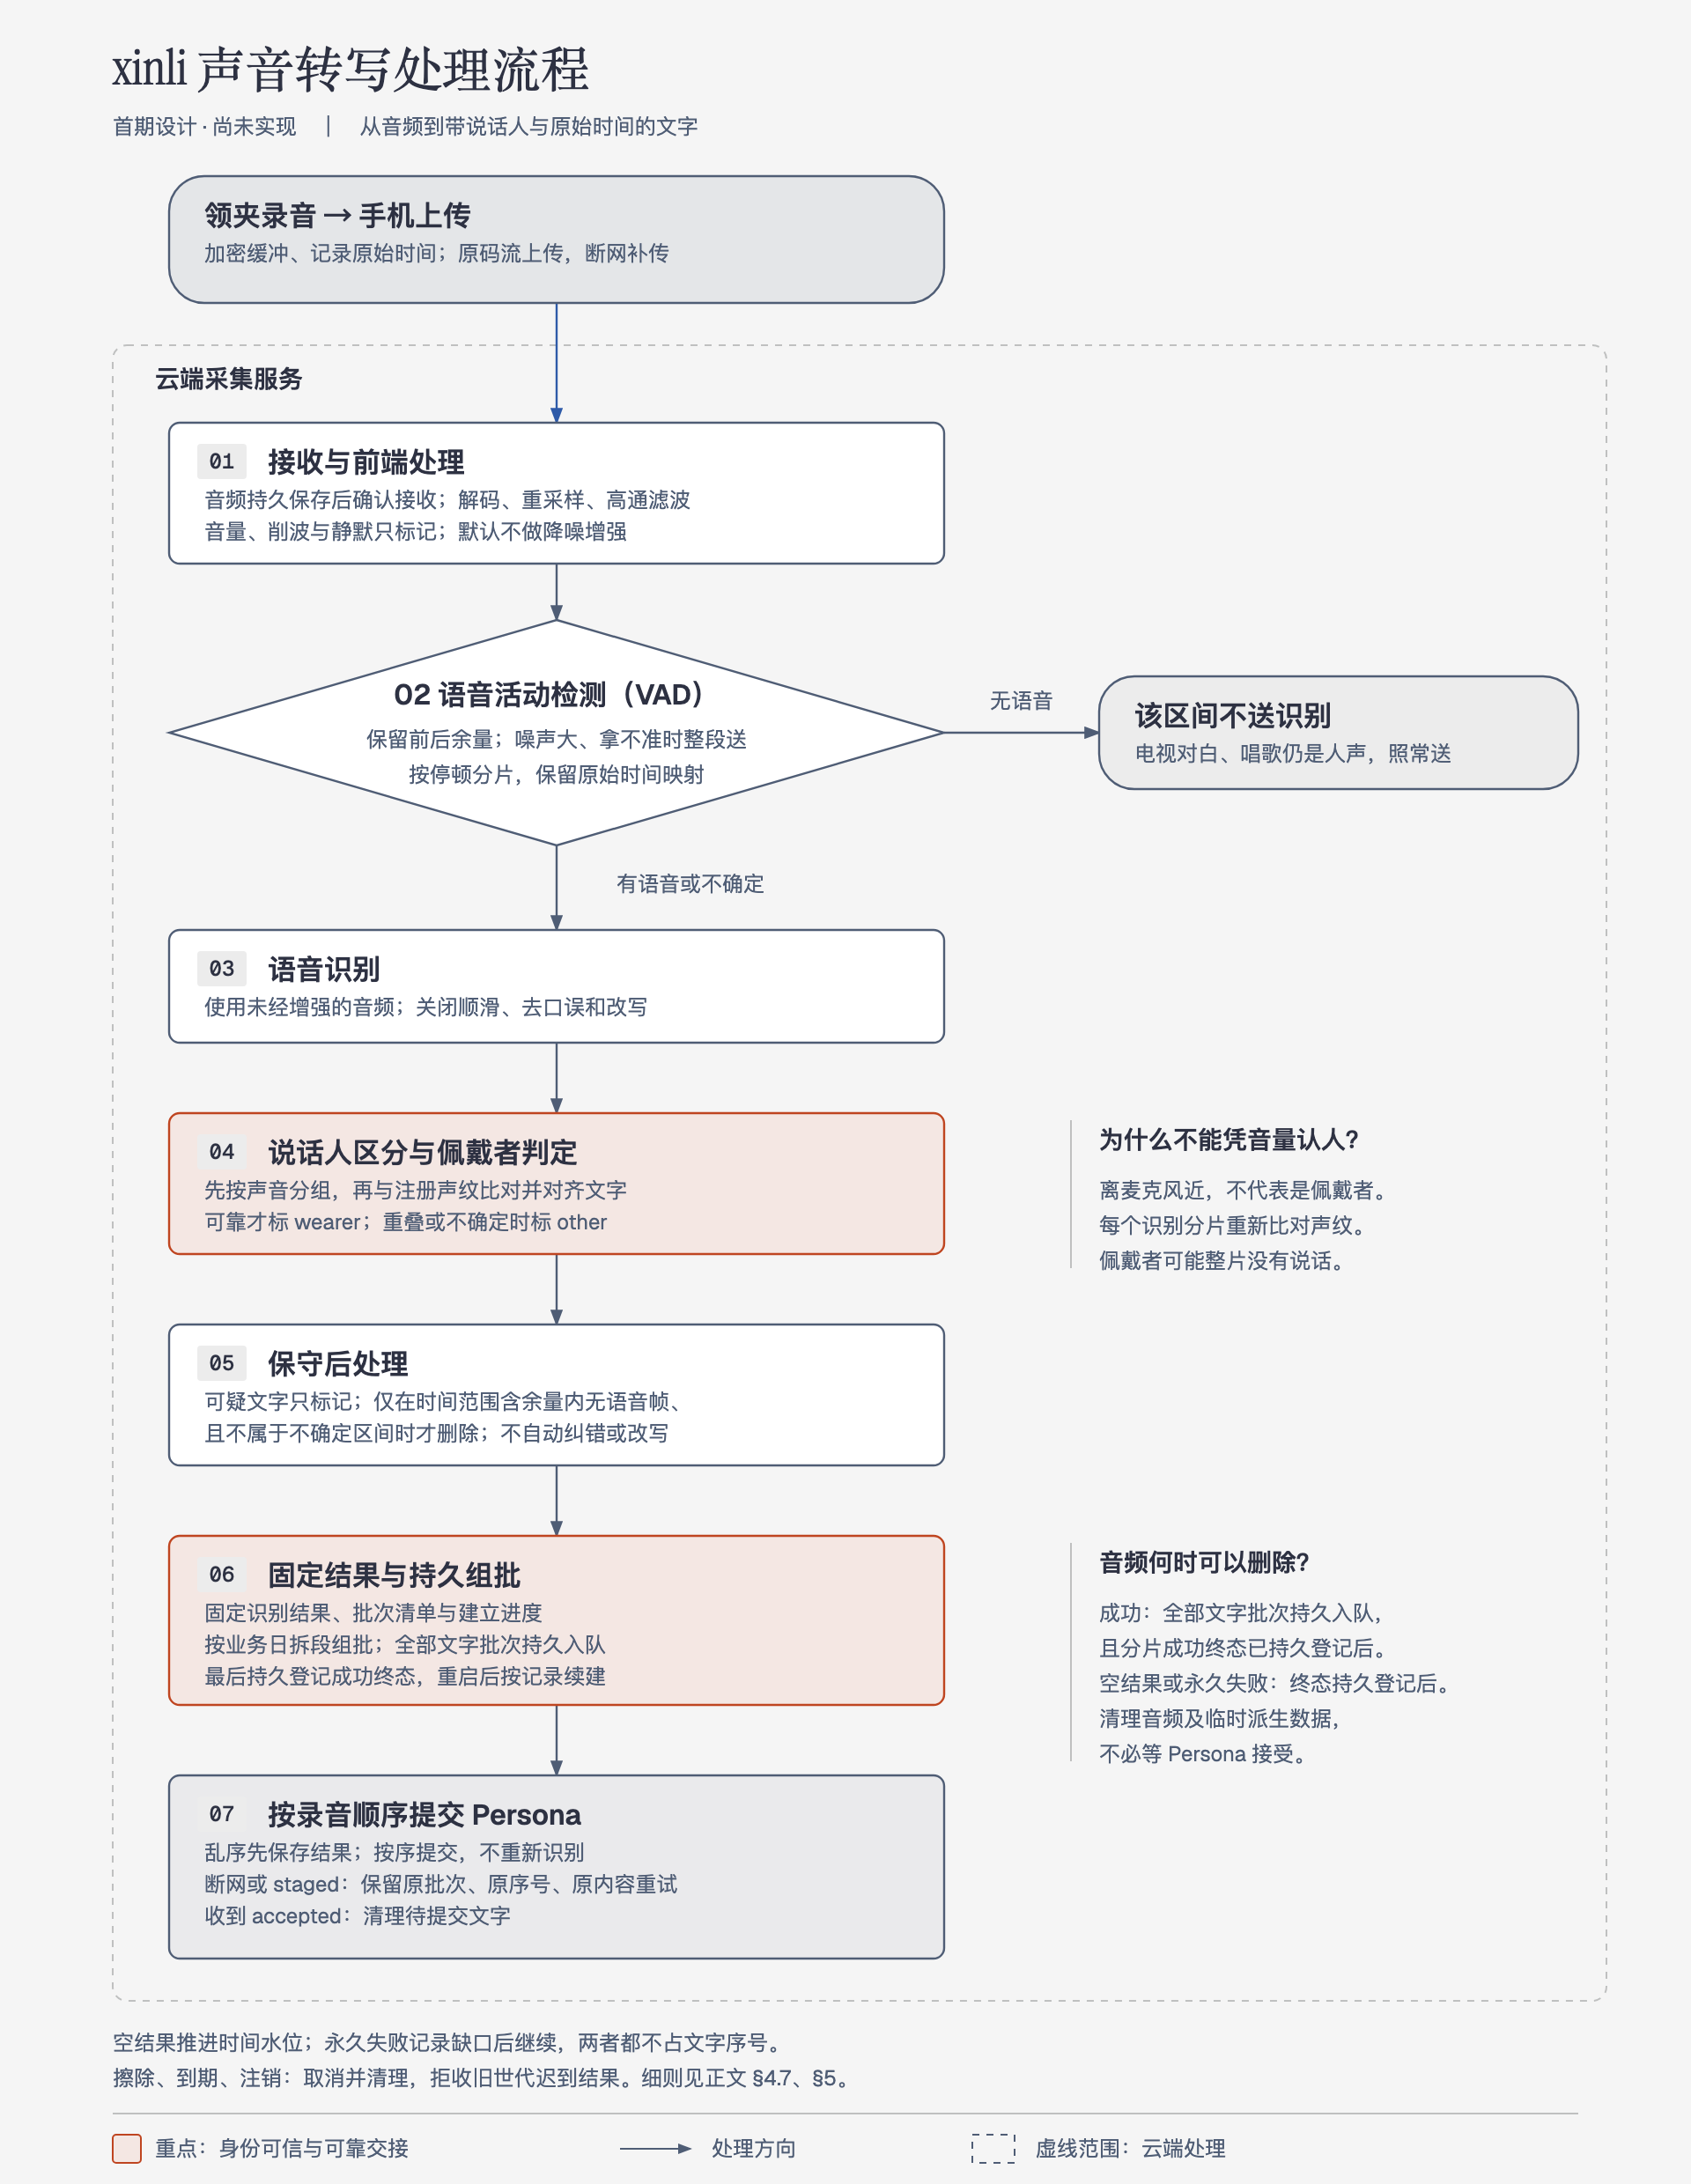 xinli 声音转写处理流程
首期设计 · 尚未实现 | 从音频到带说话人与原始时间的文字
领夹录音 → 手机上传
加密缓冲、记录原始时间；原码流上传，断网补传
云端采集服务
01 接收与前端处理
音频持久保存后确认接收；解码、重采样、高通滤波
音量、削波与静默只标记；默认不做降噪增强
02 语音活动检测（VAD）
保留前后余量；噪声大、拿不准时整段送
按停顿分片，保留原始时间映射
无语音
该区间不送识别
电视对白、唱歌仍是人声，照常送
有语音或不确定
03 语音识别
使用未经增强的音频；关闭顺滑、去口误和改写
04 说话人区分与佩戴者判定
先按声音分组，再与注册声纹比对并对齐文字
可靠才标 wearer；重叠或不确定时标 other
为什么不能凭音量认人？
离麦克风近，不代表是佩戴者。
每个识别分片重新比对声纹。
佩戴者可能整片没有说话。
05 保守后处理
可疑文字只标记；仅在时间范围含余量内无语音帧、
且不属于不确定区间时才删除；不自动纠错或改写
06 固定结果与持久组批
固定识别结果、批次清单与建立进度
按业务日拆段组批；全部文字批次持久入队
最后持久登记成功终态，重启后按记录续建
音频何时可以删除？
成功：全部文字批次持久入队，
且分片成功终态已持久登记后。
空结果或永久失败：终态持久登记后。
清理音频及临时派生数据，
不必等 Persona 接受。
07 按录音顺序提交 Persona
乱序先保存结果；按序提交，不重新识别
断网或 staged：保留原批次、原序号、原内容重试
收到 accepted：清理待提交文字
空结果推进时间水位；永久失败记录缺口后继续，两者都不占文字序号。
擦除、到期、注销：取消并清理，拒收旧世代迟到结果。细则见正文 §4.7、§5。
重点：身份可信与可靠交接
处理方向
虚线范围：云端处理